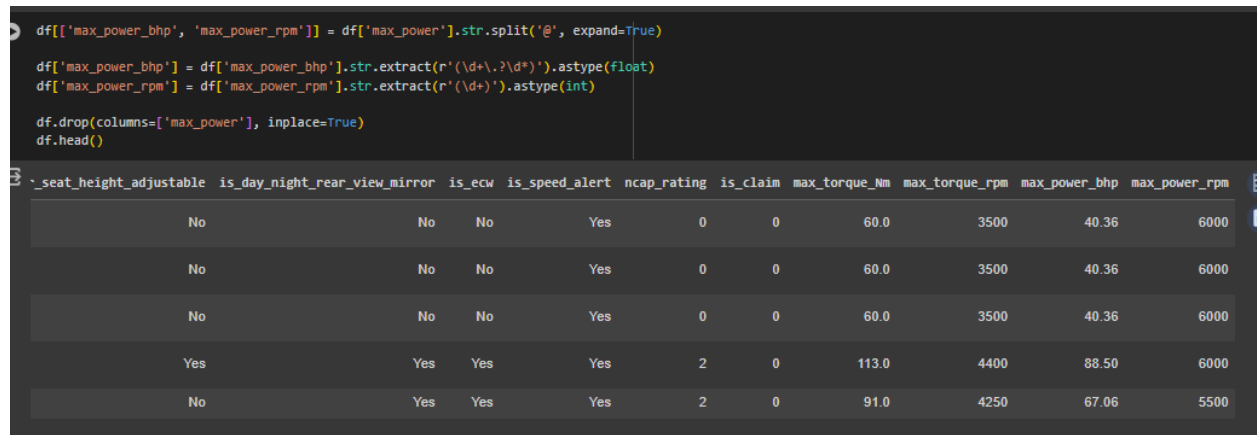 df[['max_power_bhp', 'max_power_rpm']] = df['max_power'].str.split('@', expand=True)
df['max_power_bhp'] = df['max_power_bhp'].str.extract(r'(\d+\.?\d*)').astype(float)
df['max_power_rpm'] = df['max_power_rpm'].str.extract(r'(\d+)').astype(int)
df.drop(columns=['max_power'], inplace=True)
df.head()
_seat_height_adjustable is_day_night_rear_view_mirror is_ecw is_speed_alert ncap_rating is_claim max_torque_Nm max_torque_rpm max_power_bhp max_power_rpm
No No No Yes 0 0 60.0 3500 40.36 6000
No No No Yes 0 0 60.0 3500 40.36 6000
No No No Yes 0 0 60.0 3500 40.36 6000
Yes Yes Yes Yes 2 0 113.0 4400 88.50 6000
No Yes Yes Yes 2 0 91.0 4250 67.06 5500